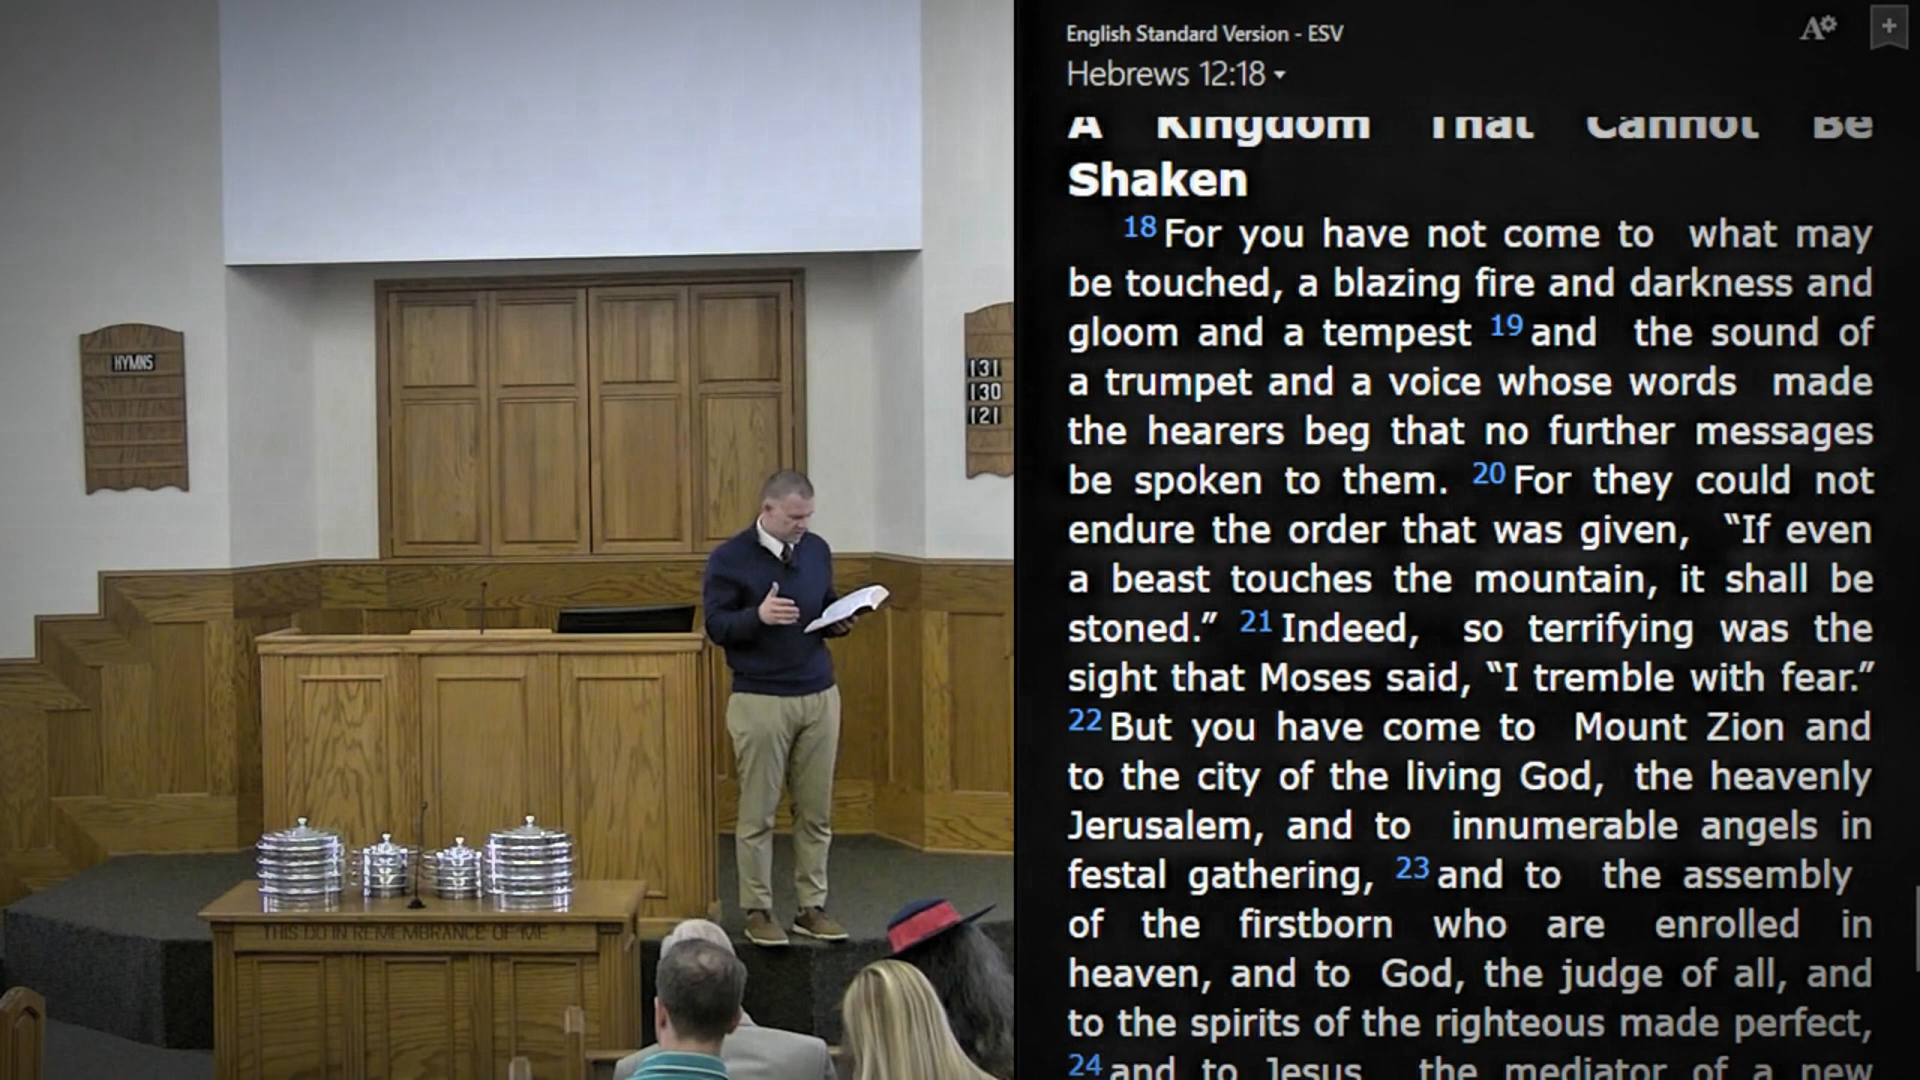 HYMNS
131
130
121
THIS DO IN REMEMBRANCE OF ME
English Standard Version - ESV
Hebrews 12:18
A Kingdom That Cannot Be
Shaken
18 For you have not come to what may
be touched, a blazing fire and darkness and
gloom and a tempest 19 and the sound of
a trumpet and a voice whose words made
the hearers beg that no further messages
be spoken to them. 20 For they could not
endure the order that was given, “If even
a beast touches the mountain, it shall be
stoned.” 21 Indeed, so terrifying was the
sight that Moses said, “I tremble with fear.”
22 But you have come to Mount Zion and
to the city of the living God, the heavenly
Jerusalem, and to innumerable angels in
festal gathering, 23 and to the assembly
of the firstborn who are enrolled in
heaven, and to God, the judge of all, and
to the spirits of the righteous made perfect,
24 and to Jesus, the mediator of a new